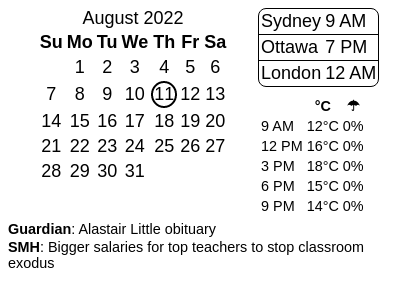 August 2022
Su Mo Tu We Th Fr Sa
1 2 3 4 5 6
7 8 9 10 11 12 13
14 15 16 17 18 19 20
21 22 23 24 25 26 27
28 29 30 31
Sydney 9 AM
Ottawa 7 PM
London 12 AM
°C ☂
9 AM 12°C 0%
12 PM 16°C 0%
3 PM 18°C 0%
6 PM 15°C 0%
9 PM 14°C 0%
Guardian: Alastair Little obituary
SMH: Bigger salaries for top teachers to stop classroom
exodus